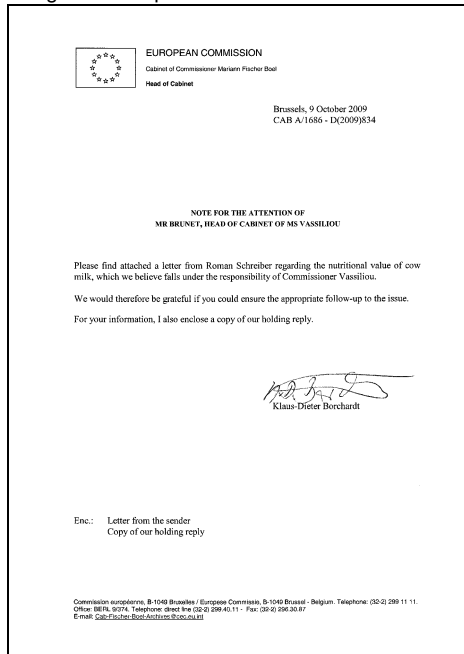 EUROPEAN COMMISSION
Cabinet of Commissioner Mariann Fischer Boel
Head of Cabinet
Brussels, 9 October 2009
CAB A/1686 - D(2009)834
NOTE FOR THE ATTENTION OF
MR BRUNET, HEAD OF CABINET OF MS VASSILIOU
Please find attached a letter from Roman Schreiber regarding the nutritional value of cow
milk, which we believe falls under the responsibility of Commissioner Vassiliou.
We would therefore be grateful if you could ensure the appropriate follow-up to the issue.
For your information, I also enclose a copy of our holding reply.
Klaus-Dieter Borchardt
Enc.: Letter from the sender
Copy of our holding reply
Commission européenne, B-1049 Bruxelles / Europese Commissie, B-1049 Brussel - Belgium. Telephone: (32-2) 299 11 11.
Office: BERL 9/374. Telephone: direct line (32-2) 299.40.11 - Fax: (32-2) 296.30.87
E-mail: Cab-Fischer-Boel-Archives@cec.eu.int